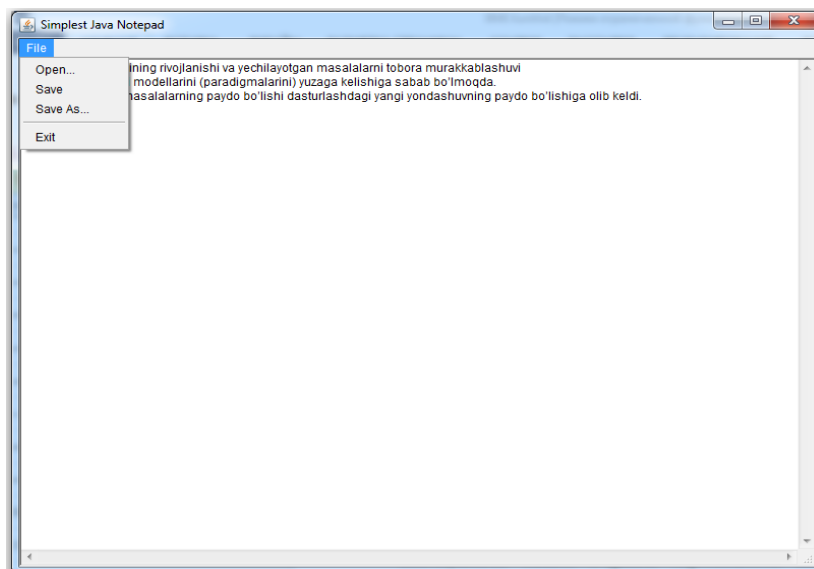 Simplest Java Notepad
File
Open...
Save
Save As...
Exit
ining rivojlanishi va yechilayotgan masalalarni tobora murakkablashuvi
modellarini (paradigmalarini) yuzaga kelishiga sabab bo'lmoqda.
masalalarning paydo bo'lishi dasturlashdagi yangi yondashuvning paydo bo'lishiga olib keldi.